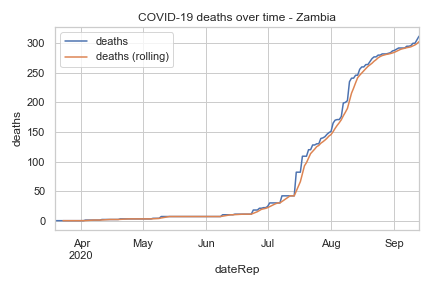 COVID-19 deaths over time - Zambia
deaths
deaths (rolling)
300
250
200
150
100
50
0
deaths
Apr May Jun Jul Aug Sep
2020
dateRep